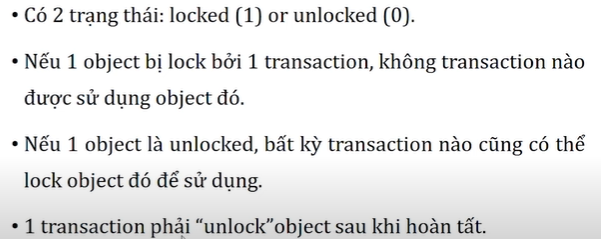 • Có 2 trạng thái: locked (1) or unlocked (0).
• Nếu 1 object bị lock bởi 1 transaction, không transaction nào
được sử dụng object đó.
• Nếu 1 object là unlocked, bất kỳ transaction nào cũng có thể
lock object đó để sử dụng.
• 1 transaction phải “unlock”object sau khi hoàn tất.